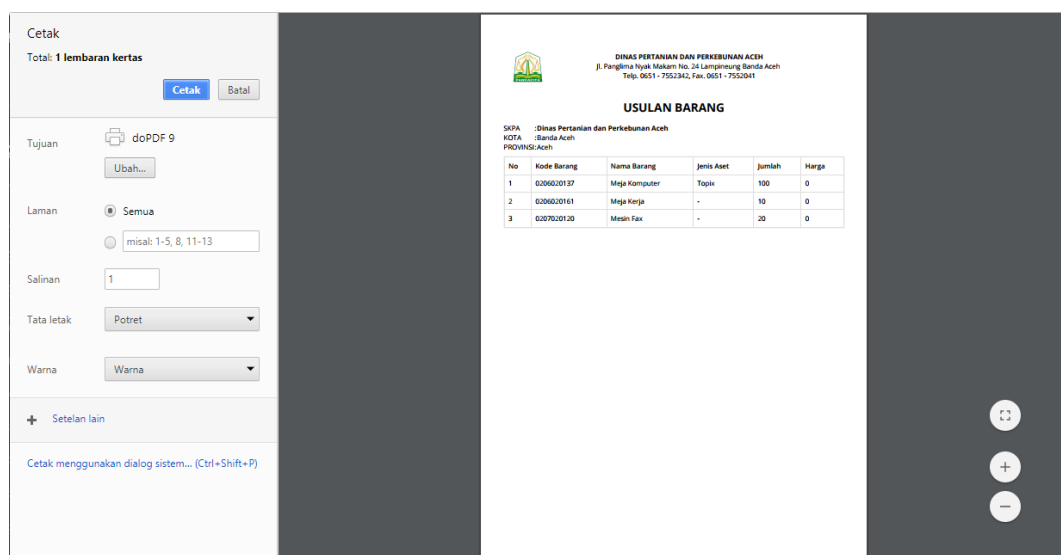 Cetak
Total: 1 lembaran kertas
Cetak Batal
Tujuan doPDF 9
Ubah...
Laman Semua
misal: 1-5, 8, 11-13
Salinan 1
Tata letak Potret
Warna Warna
Setelan lain
Cetak menggunakan dialog sistem... (Ctrl+Shift+P)
DINAS PERTANIAN DAN PERKEBUNAN ACEH
Jl. Panglima Nyak Makam No. 24 Lampineung Banda Aceh
Telp. 0651 - 7552342, Fax. 0651 - 7552041
USULAN BARANG
SKPA :Dinas Pertanian dan Perkebunan Aceh
KOTA :Banda Aceh
PROVINSI:Aceh
No Kode Barang Nama Barang Jenis Aset Jumlah Harga
1 0206020137 Meja Komputer Topix 100 0
2 0206020161 Meja Kerja - 10 0
3 0207020120 Mesin Fax - 20 0